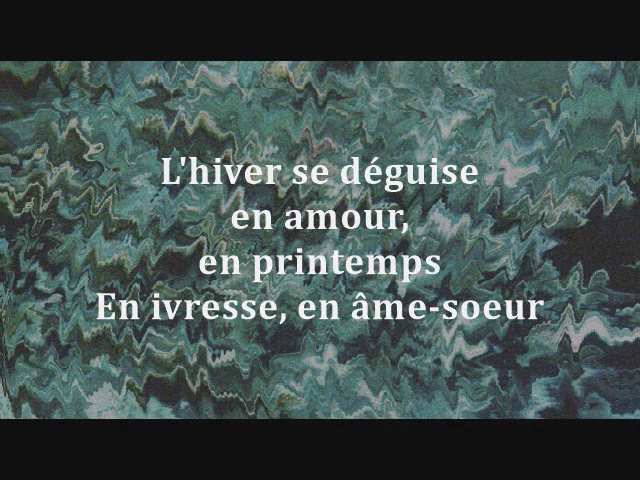 L'hiver se déguise
en amour,
en printemps
En ivresse, en âme-soeur